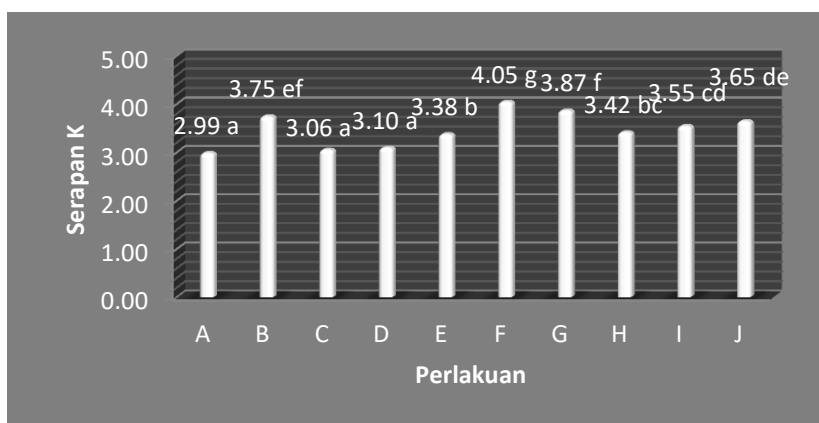 5.00
4.00
3.00
2.00
1.00
0.00
Serapan K
2.99 a
3.75 ef
3.06 a
3.10 a
3.38 b
4.05 g
3.87 f
3.42 bc
3.55 cd
3.65 de
A B C D E F G H I J
Perlakuan